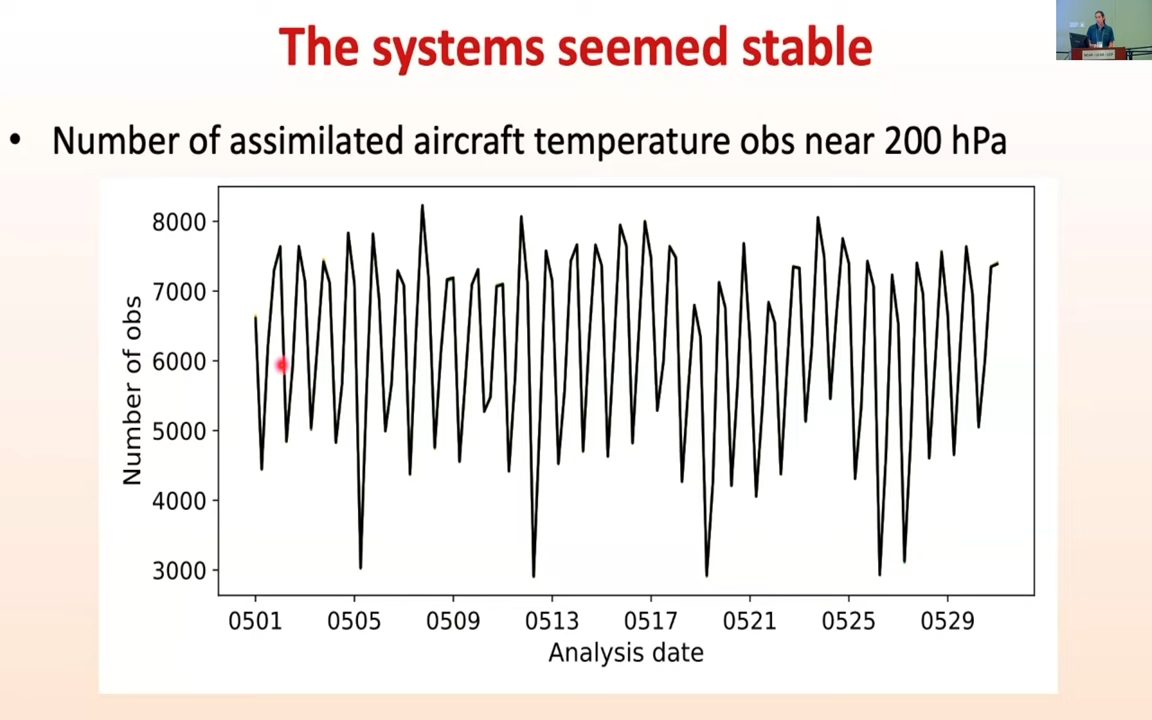 The systems seemed stable
• Number of assimilated aircraft temperature obs near 200 hPa
8000
7000
6000
5000
4000
3000
Number of obs
0501 0505 0509 0513 0517 0521 0525 0529
Analysis date